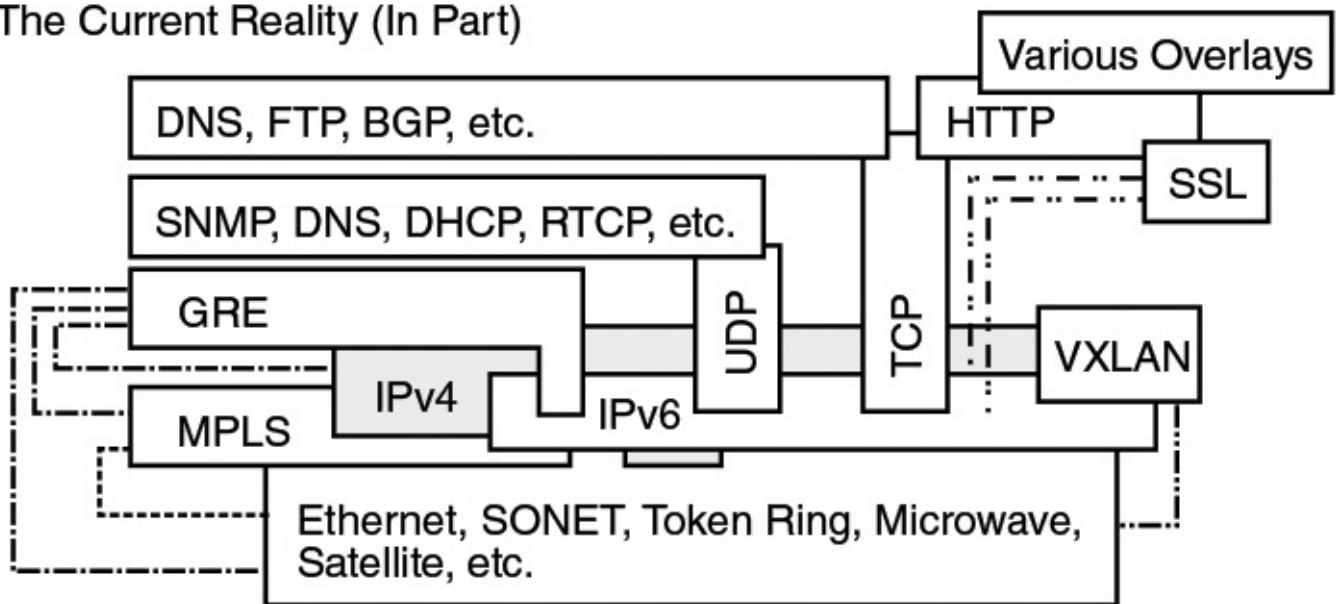 The Current Reality (In Part)
Various Overlays
DNS, FTP, BGP, etc.
HTTP
SSL
SNMP, DNS, DHCP, RTCP, etc.
GRE
UDP
TCP
VXLAN
IPv4
IPv6
MPLS
Ethernet, SONET, Token Ring, Microwave,
Satellite, etc.